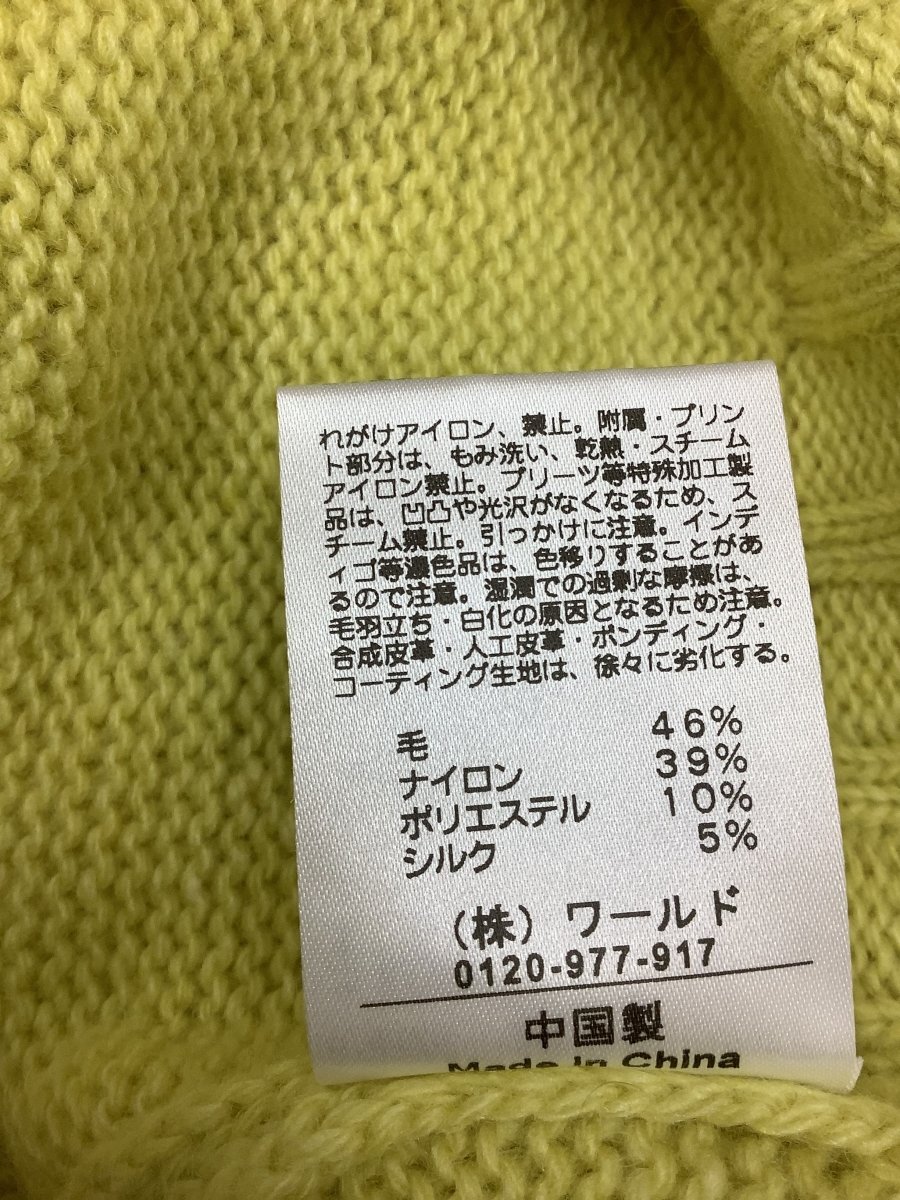 れがけアイロン、禁止。附属・プリン
ト部分は、もみ洗い、乾熱・スチーム
アイロン禁止。プリーツ等特殊加工製
品は、凹凸や光沢がなくなるため、ス
チーム禁止。引っかけに注意。インデ
ィゴ等濃色品は、色移りすることがあ
るので注意。湿潤での過剰な摩擦は、
毛羽立ち・白化の原因となるため注意。
合成皮革・人工皮革・ボンディング・
コーティング生地は、徐々に劣化する。
毛 46%
ナイロン 39%
ポリエステル 10%
シルク 5%
(株) ワールド
0120-977-917
中国製
Made in China